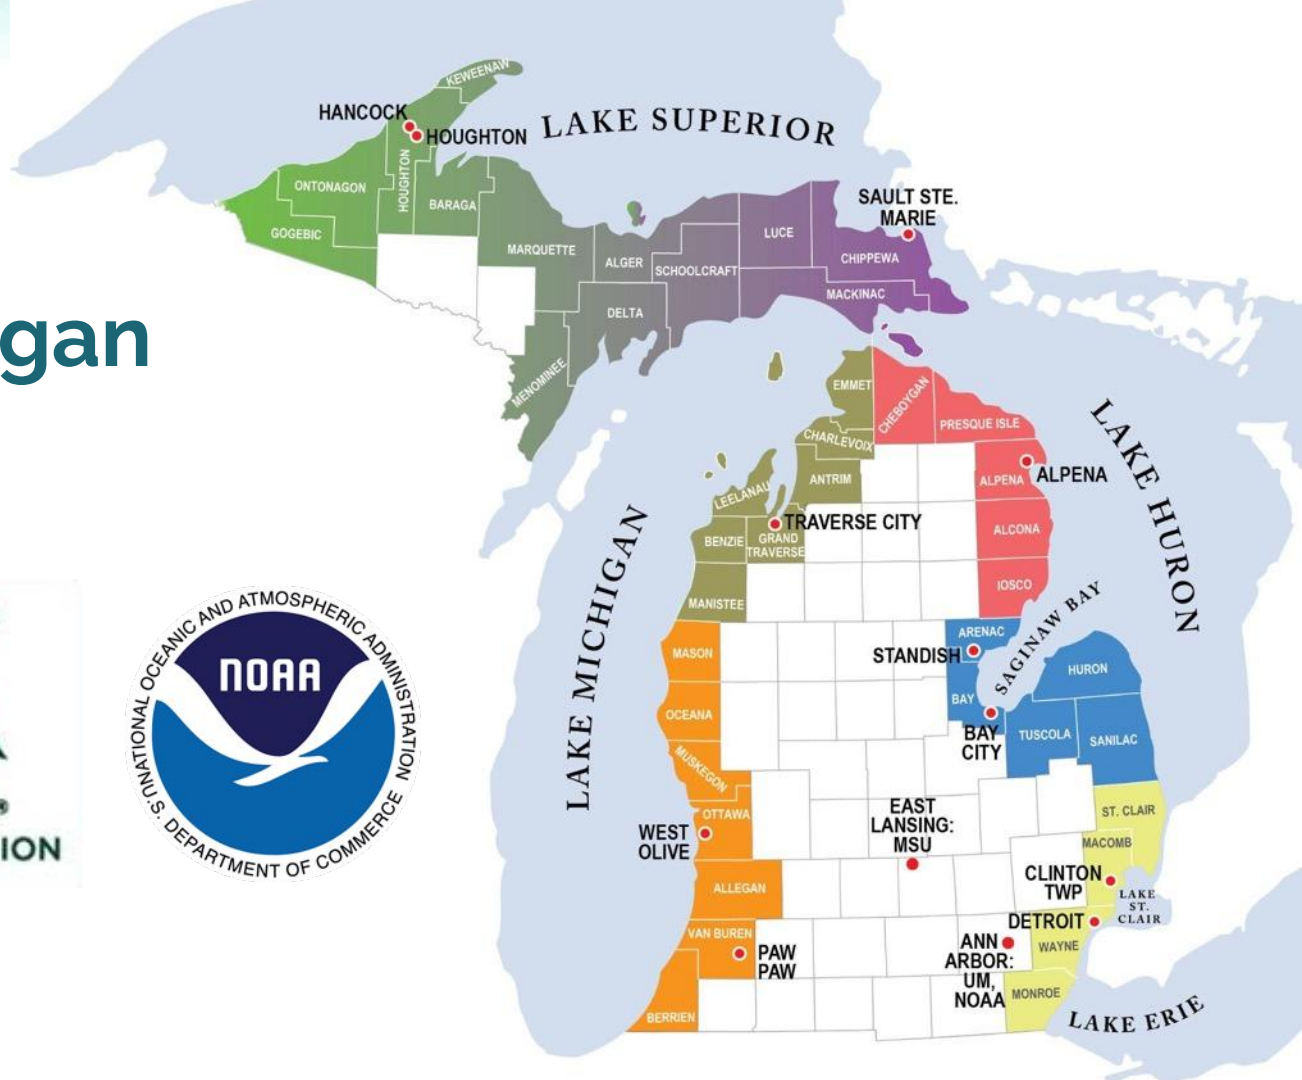 KEWEENAW
HANCOCK
HOUGHTON
LAKE SUPERIOR
ONTONAGON
HOUGHTON
BARAGA
GOGEBIC
SAULT STE.
MARIE
MARQUETTE
ALGER
SCHOOLCRAFT
LUCE
CHIPPEWA
MACKINAC
DELTA
MENOMINEE
gan
EMMET
CHEBOYGAN
PRESQUE ISLE
CHARLEVOIX
ANTRIM
LEELANAU
ALPENA
ALPENA
LAKE HURON
TRAVERSE CITY
BENZIE
GRAND
TRAVERSE
ALCONA
LAKE MICHIGAN
MANISTEE
IOSCO
SAGINAW BAY
ARENAC
STANDISH
MASON
HURON
BAY
OCEANA
BAY
CITY
TUSCOLA
SANILAC
MUSKEGON
NATIONAL OCEANIC AND ATMOSPHERIC ADMINISTRATION
NOAA
U.S. DEPARTMENT OF COMMERCE
ION
OTTAWA
WEST
OLIVE
EAST
LANSING:
MSU
ST. CLAIR
MACOMB
CLINTON
TWP
LAKE
ST.
CLAIR
ALLEGAN
DETROIT
VAN BUREN
PAW
PAW
ANN
ARBOR:
UM,
NOAA
WAYNE
MONROE
BERRIEN
LAKE ERIE